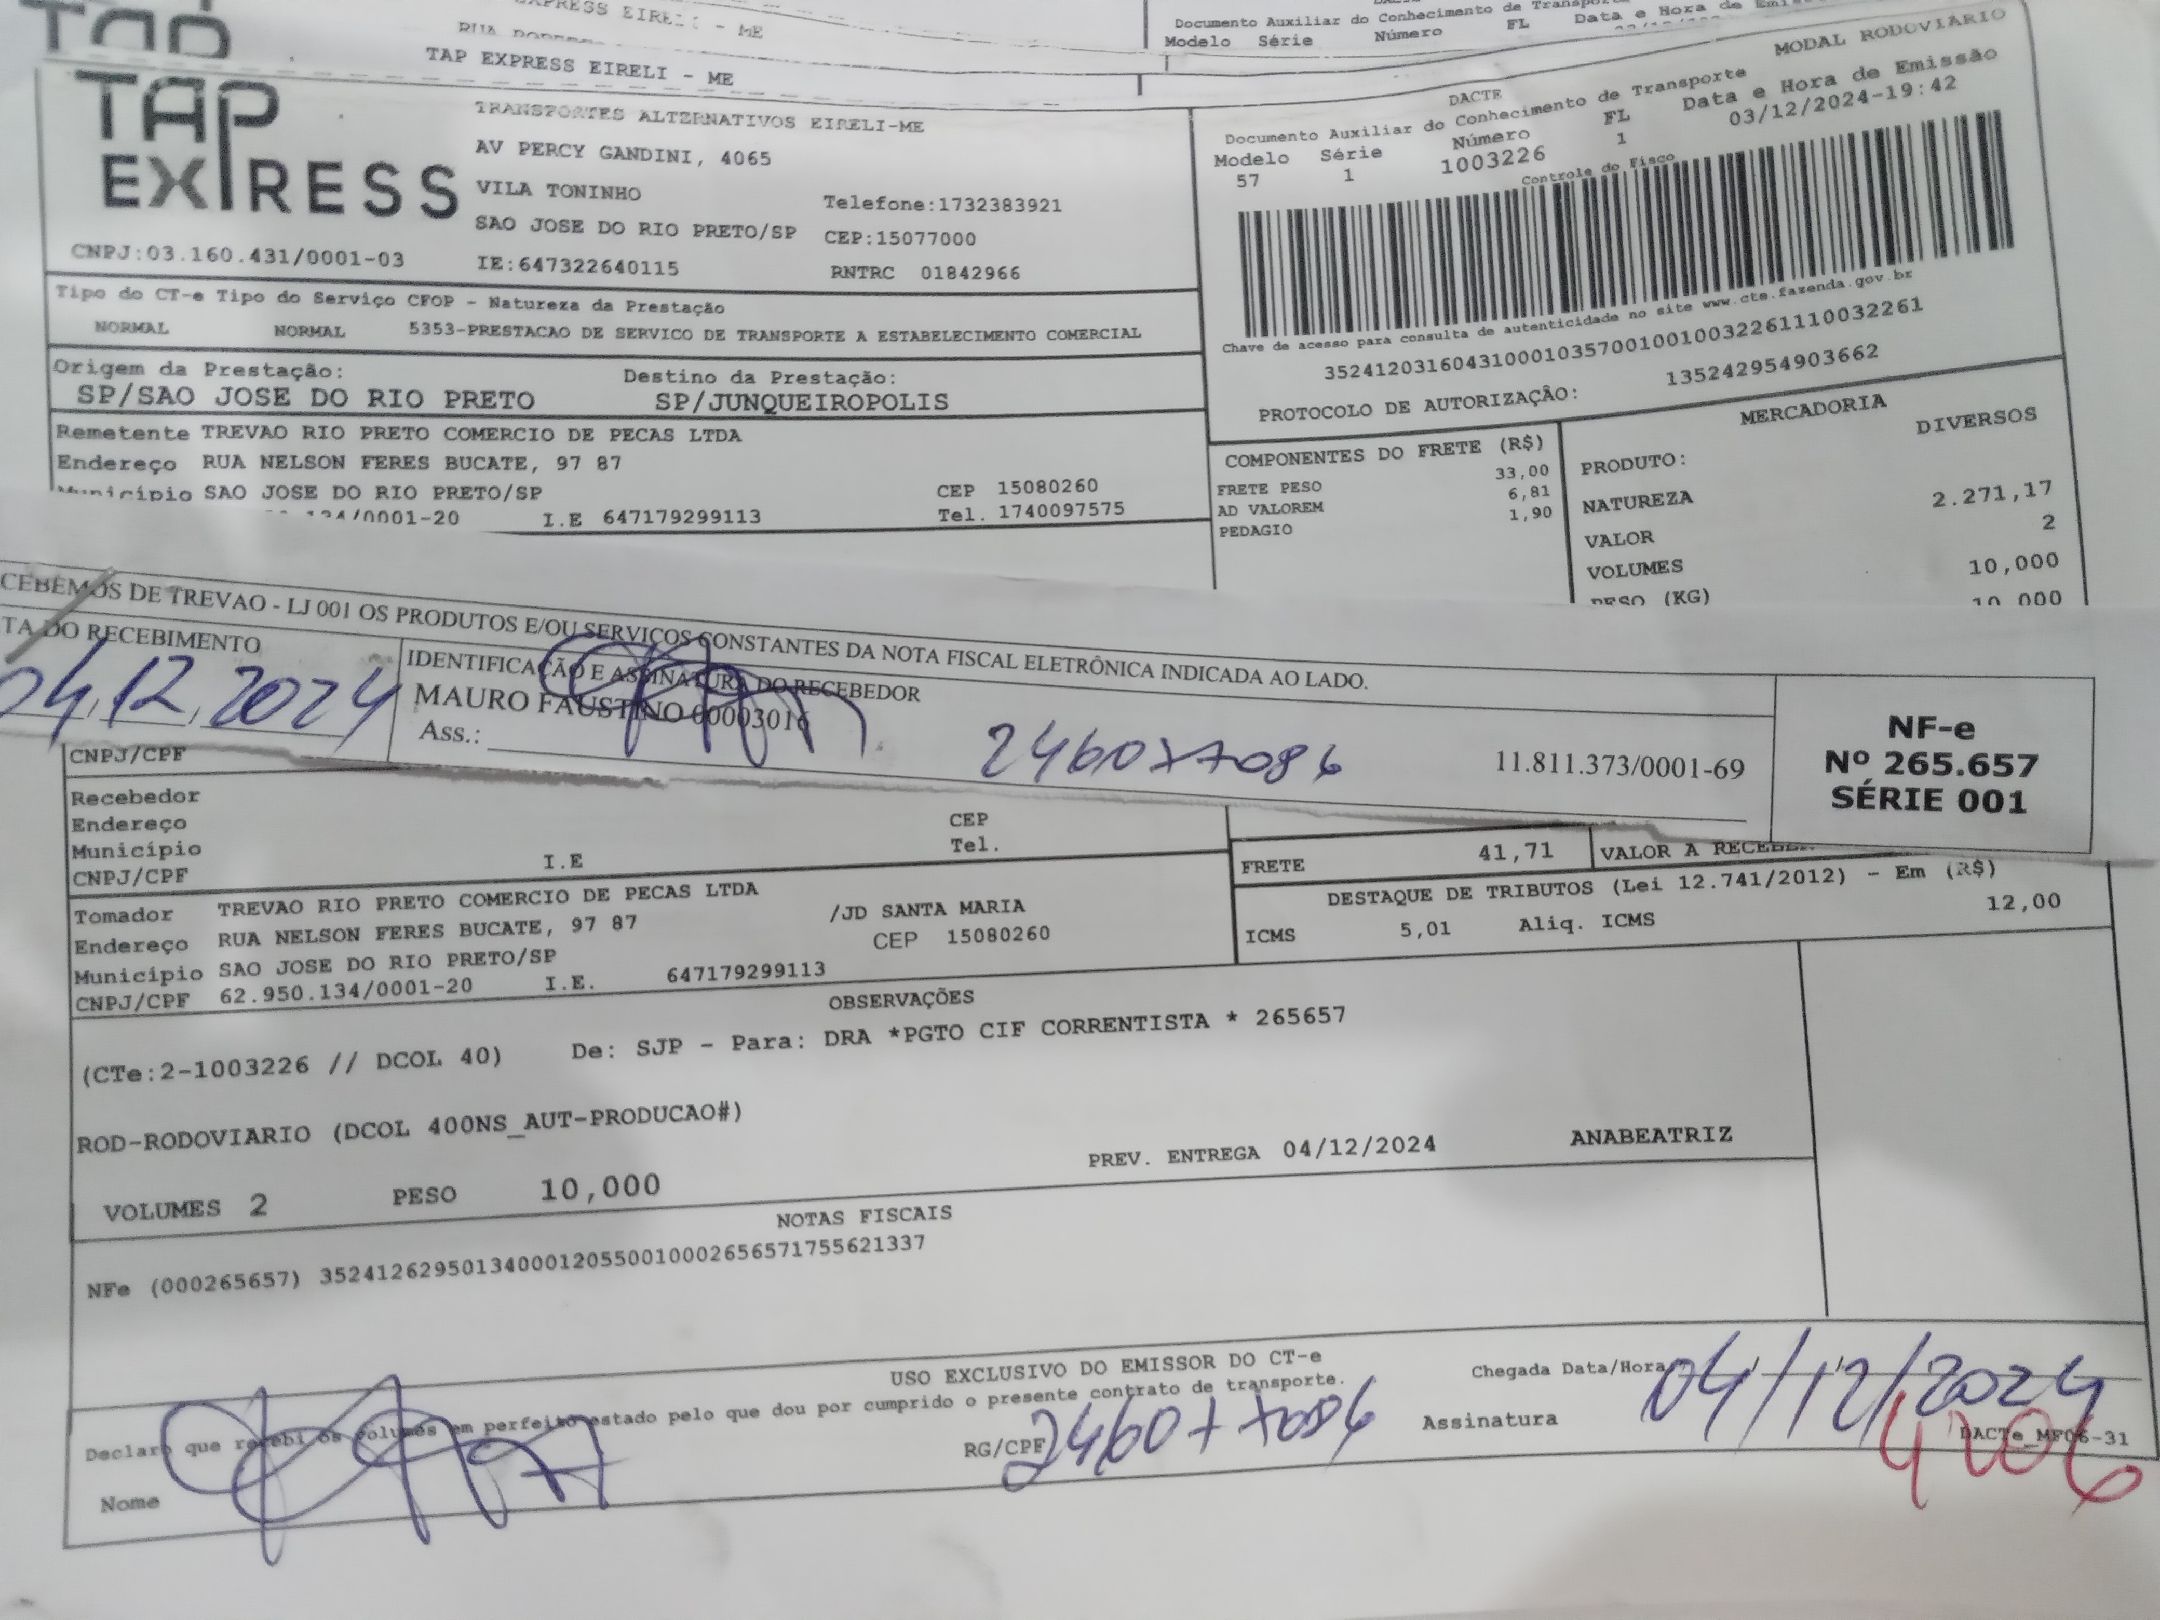 TAP
EXPRESS EIRELI - ME
Documento Auxiliar do Conhecimento de Transporte
Modelo Série Número FL Data e Hora de
TAP EXPRESS EIRELI - ME
TAP
EXPRESS
TRANSPORTES ALTERNATIVOS EIRELI-ME
AV PERCY GANDINI, 4065
VILA TONINHO
Telefone:1732383921
SAO JOSE DO RIO PRETO/SP CEP:15077000
CNPJ:03.160.431/0001-03 IE:647322640115 RNTRC 01842966
MODAL RODOVIÁRIO
DACTE
Documento Auxiliar do Conhecimento de Transporte
Modelo Série Número FL Data e Hora de Emissão
57 1 1003226 1 03/12/2024-19:42
Controle do Fisco
Chave de acesso para consulta de autenticidade no site www.cte.fazenda.gov.br
35241203160431000103570010010032261110032261
PROTOCOLO DE AUTORIZAÇÃO: 135242954903662
Tipo do CT-e Tipo do Serviço CFOP - Natureza da Prestação
NORMAL NORMAL 5353-PRESTACAO DE SERVICO DE TRANSPORTE A ESTABELECIMENTO COMERCIAL
Origem da Prestação: Destino da Prestação:
SP/SAO JOSE DO RIO PRETO SP/JUNQUEIROPOLIS
Remetente TREVAO RIO PRETO COMERCIO DE PECAS LTDA
Endereço RUA NELSON FERES BUCATE, 97 87
Município SAO JOSE DO RIO PRETO/SP CEP 15080260
134/0001-20 I.E 647179299113 Tel. 1740097575
COMPONENTES DO FRETE (R$)
FRETE PESO 33,00
AD VALOREM 6,81
PEDAGIO 1,90
MERCADORIA
PRODUTO: DIVERSOS
NATUREZA
VALOR 2.271,17
VOLUMES 2
PESO (KG) 10,000
10,000
CEBEMOS DE TREVAO - LJ 001 OS PRODUTOS E/OU SERVIÇOS CONSTANTES DA NOTA FISCAL ELETRÔNICA INDICADA AO LADO.
TA DO RECEBIMENTO
04/12/2024
IDENTIFICAÇÃO E ASSINATURA DO RECEBEDOR
MAURO FAUSTINO 00003016
Ass.:
11.811.373/0001-69
NF-e
Nº 265.657
SÉRIE 001
CNPJ/CPF
Recebedor
Endereço CEP
Município Tel.
CNPJ/CPF I.E
FRETE 41,71 VALOR A RECEBER
DESTAQUE DE TRIBUTOS (Lei 12.741/2012) - Em (R$)
ICMS 5,01 Aliq. ICMS 12,00
Tomador TREVAO RIO PRETO COMERCIO DE PECAS LTDA
Endereço RUA NELSON FERES BUCATE, 97 87 /JD SANTA MARIA
Município SAO JOSE DO RIO PRETO/SP CEP 15080260
CNPJ/CPF 62.950.134/0001-20 I.E. 647179299113
OBSERVAÇÕES
(CTe:2-1003226 // DCOL 40) De: SJP - Para: DRA *PGTO CIF CORRENTISTA * 265657
ROD-RODOVIARIO (DCOL 400NS_AUT-PRODUCAO#)
PREV. ENTREGA 04/12/2024 ANABEATRIZ
VOLUMES 2 PESO 10,000
NOTAS FISCAIS
NFe (000265657) 35241262950134000120550010002656571755621337
USO EXCLUSIVO DO EMISSOR DO CT-e
Declaro que recebi os volumes em perfeito estado pelo que dou por cumprido o presente contrato de transporte.
Chegada Data/Hora 04/12/2024
Nome RG/CPF Assinatura
DACTe_MF06-31
4206